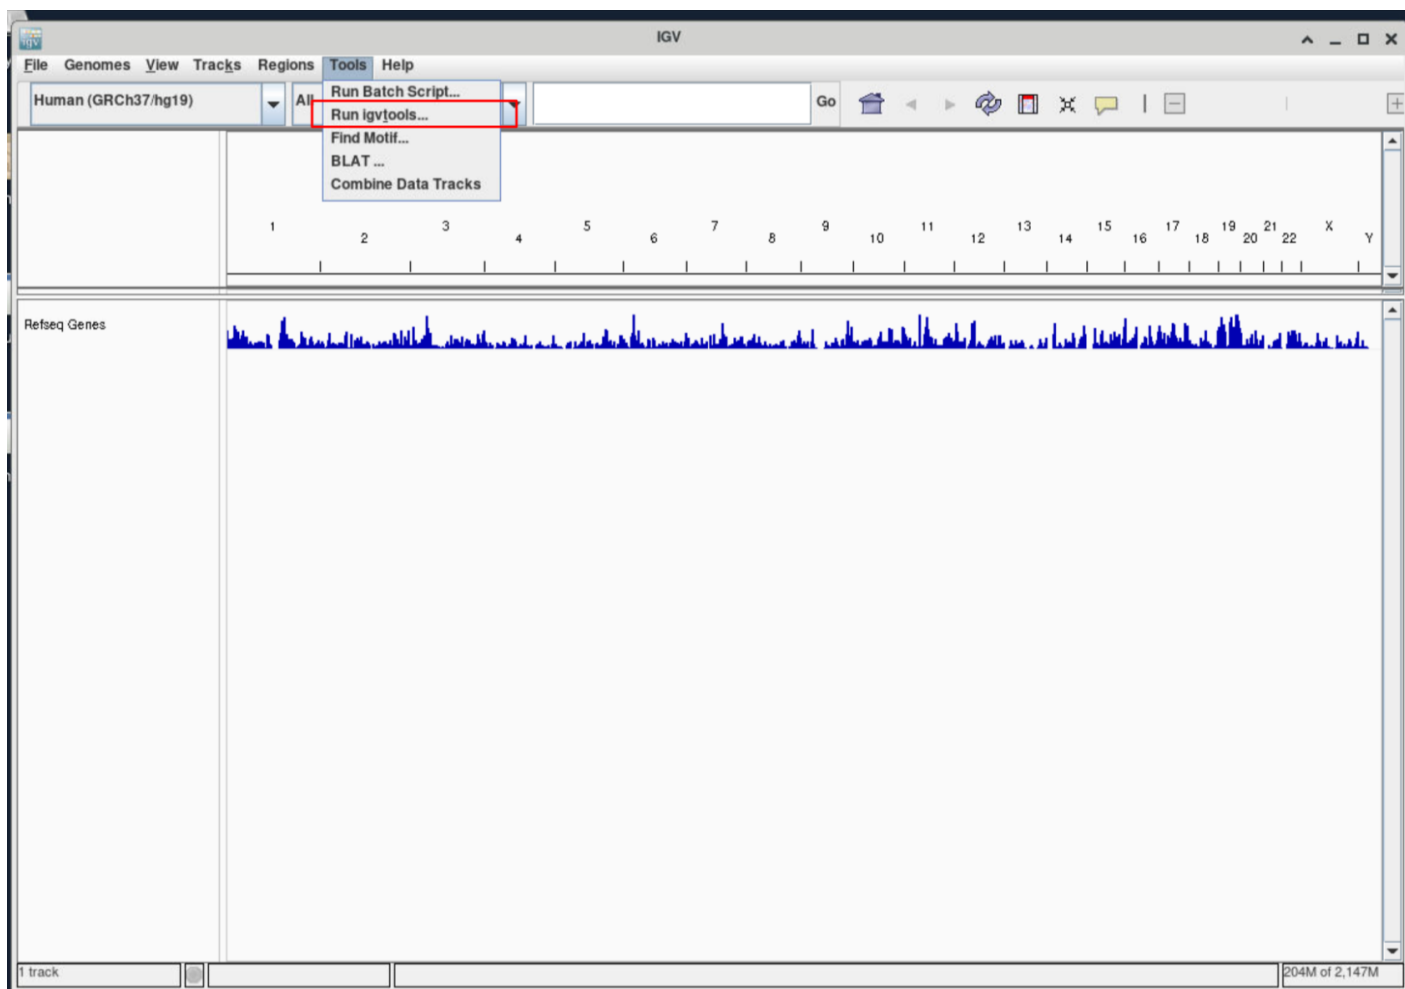 IGV
File Genomes View Tracks Regions Tools Help
Human (GRCh37/hg19) All Go
Run Batch Script...
Run igvtools...
Find Motif...
BLAT ...
Combine Data Tracks
1 2 3 4 5 6 7 8 9 10 11 12 13 14 15 16 17 18 19 20 21 22 X Y
Refseq Genes
1 track
204M of 2,147M